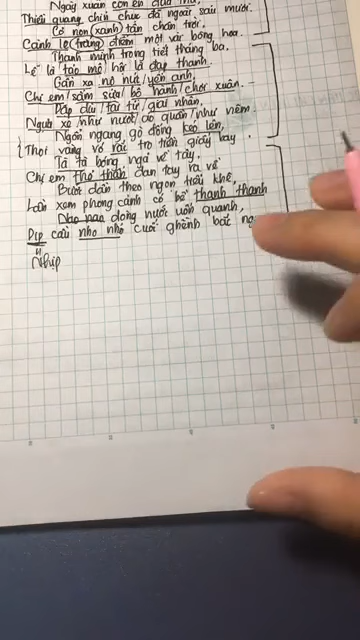 Ngày xuân con én đưa thoi,
Thiều quang chín chục đã ngoài sáu mươi.
Cỏ non (xanh) tận chân trời.
Cành lê (trắng) điểm một vài bông hoa.
Thanh minh trong tiết tháng ba.
Lễ là tảo mộ/hội là đạp thanh.
Gần xa nô nức/yến anh,
Chị em/sắm sửa/bộ hành/chơi xuân.
Dập dìu/tài tử/giai nhân,
Ngựa xe/như nước/áo quần/như nêm.
Ngổn ngang gò đống kéo lên,
Thoi vàng vó rắc tro tiền giấy bay.
Tà tà bóng ngả về tây,
Chị em thơ thẩn dan tay ra về
Bước dần theo ngọn tiểu khê,
Lần xem phong cảnh có bề thanh thanh
Nao nao dòng nước uốn quanh,
Dịp cầu nho nhỏ cuối ghềnh bắc
Nhịp